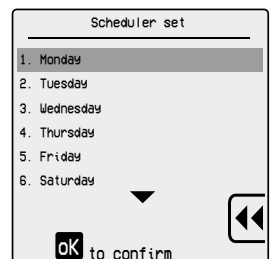 Scheduler set
1. Monday
2. Tuesday
3. Wednesday
4. Thursday
5. Friday
6. Saturday
OK to confirm